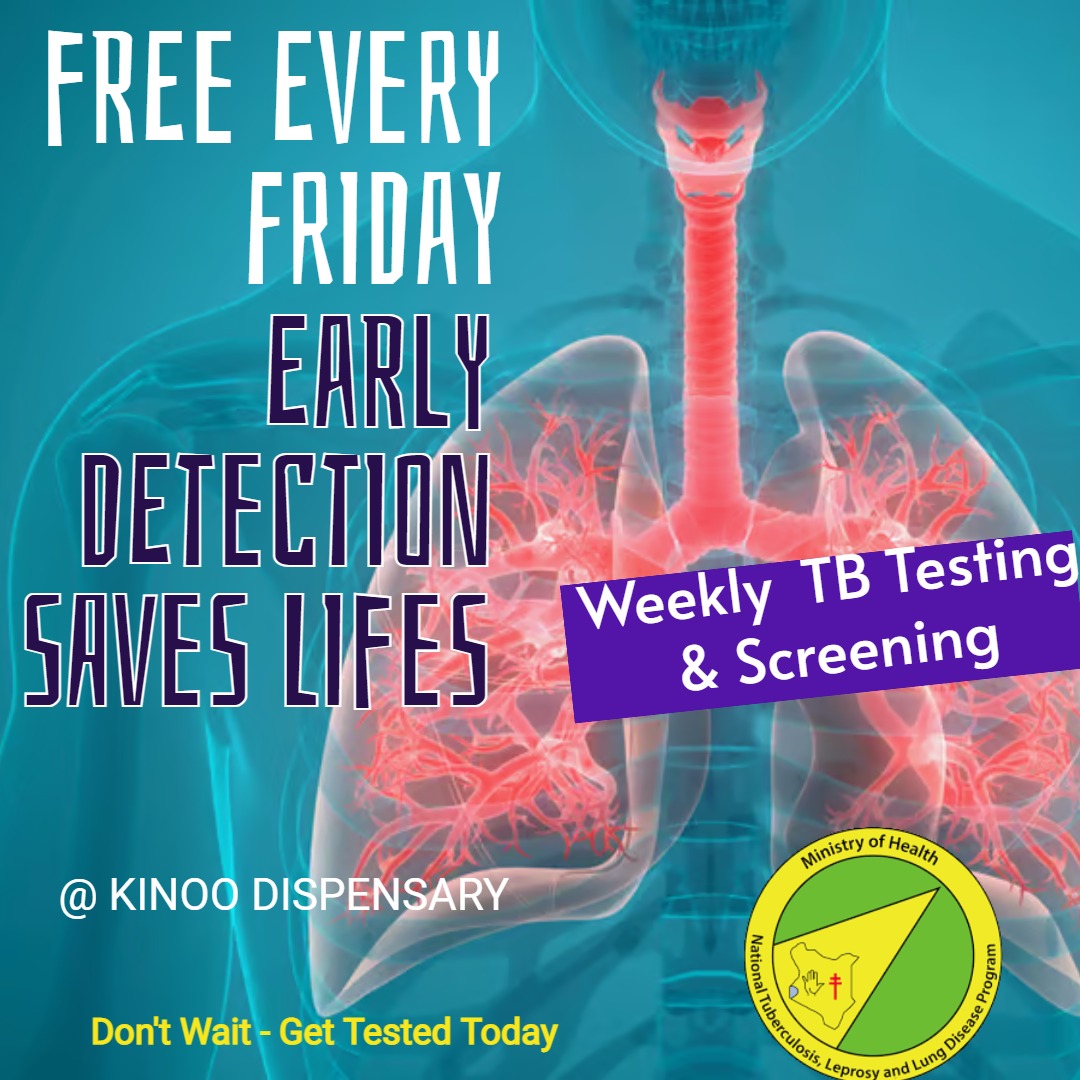 FREE EVERY
FRIDAY
EARLY
DETECTION
SAVES LIFES
Weekly TB Testing
& Screening
@ KINOO DISPENSARY
Don't Wait - Get Tested Today
Ministry of Health
National Tuberculosis, Leprosy and Lung Disease Program